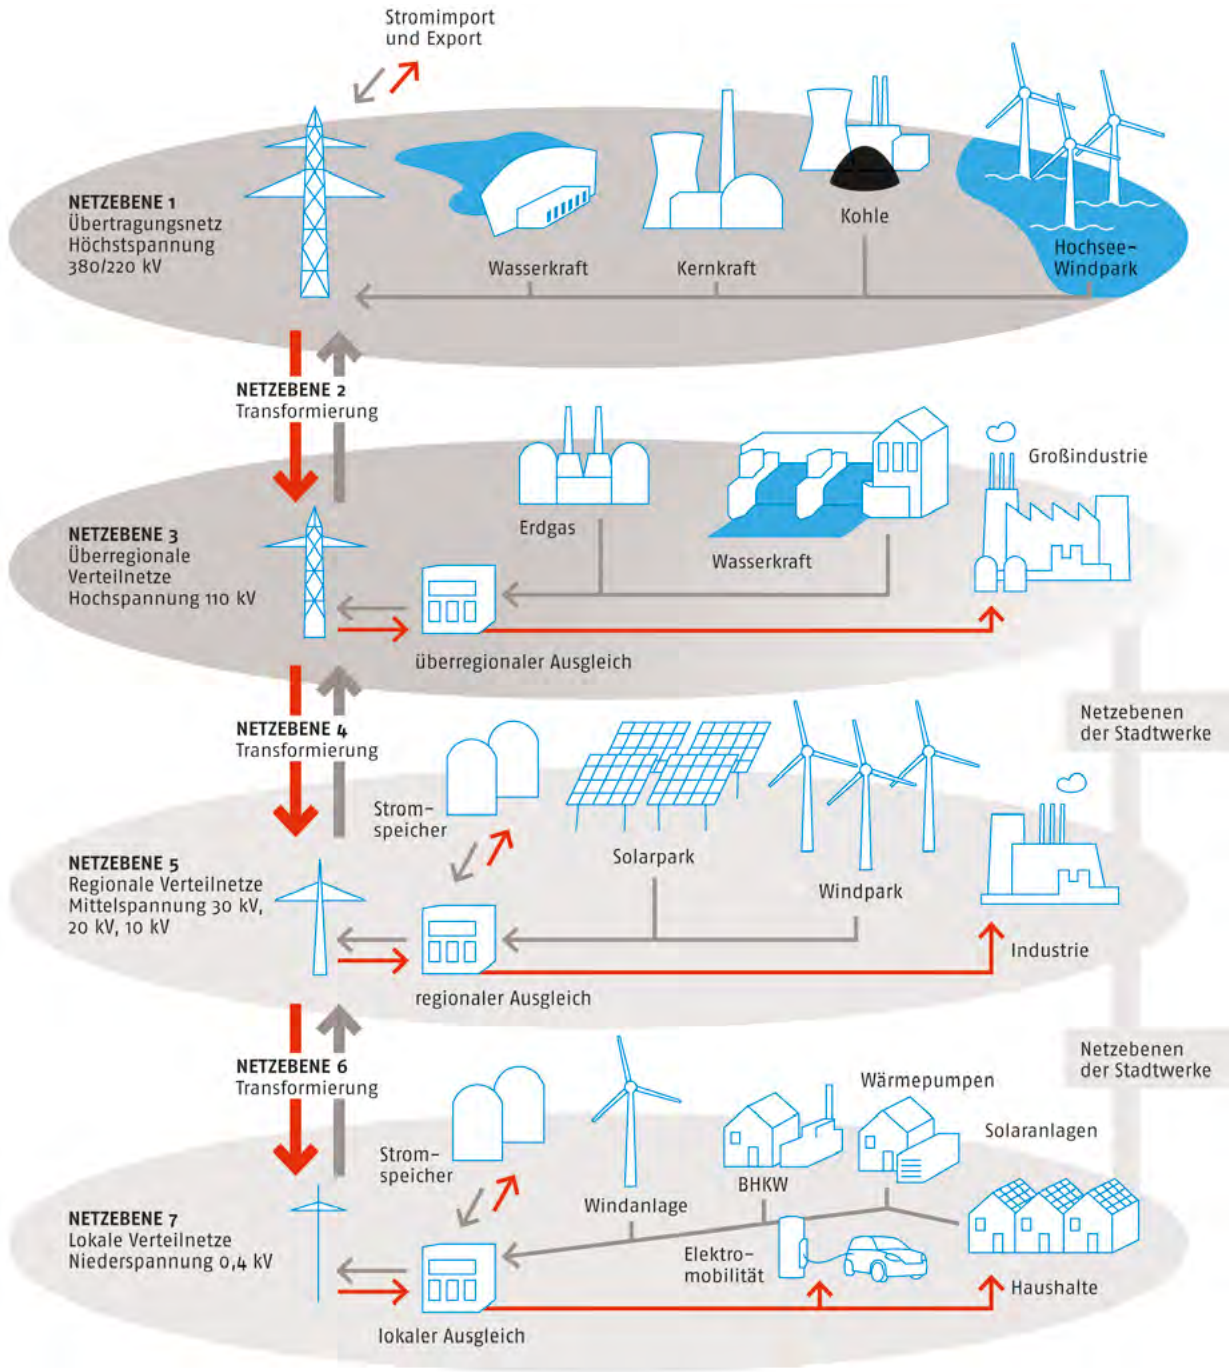 Stromimport
und Export
NETZEBENE 1
Übertragungsnetz
Höchstspannung
380/220 kV
Wasserkraft
Kernkraft
Kohle
Hochsee-
Windpark
NETZEBENE 2
Transformierung
NETZEBENE 3
Überregionale
Verteilnetze
Hochspannung 110 kV
Erdgas
Wasserkraft
Großindustrie
überregionaler Ausgleich
NETZEBENE 4
Transformierung
Netzebenen
der Stadtwerke
NETZEBENE 5
Regionale Verteilnetze
Mittelspannung 30 kV,
20 kV, 10 kV
Strom-
speicher
Solarpark
Windpark
Industrie
regionaler Ausgleich
NETZEBENE 6
Transformierung
Netzebenen
der Stadtwerke
NETZEBENE 7
Lokale Verteilnetze
Niederspannung 0,4 kV
Strom-
speicher
Windanlage
BHKW
Wärmepumpen
Solaranlagen
Elektro-
mobilität
Haushalte
lokaler Ausgleich